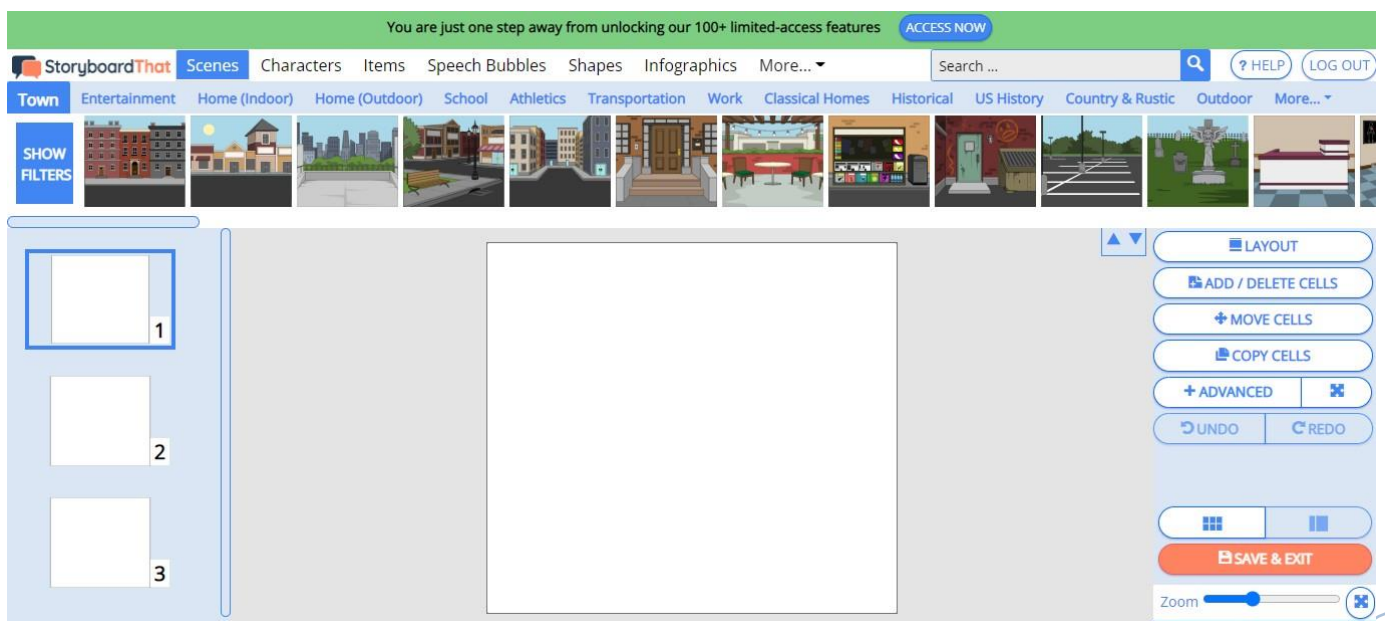 You are just one step away from unlocking our 100+ limited-access features ACCESS NOW
StoryboardThat Scenes Characters Items Speech Bubbles Shapes Infographics More... Search ... ? HELP LOG OUT
Town Entertainment Home (Indoor) Home (Outdoor) School Athletics Transportation Work Classical Homes Historical US History Country & Rustic Outdoor More...
SHOW
FILTERS
LAYOUT
ADD / DELETE CELLS
1
MOVE CELLS
COPY CELLS
+ ADVANCED
UNDO REDO
2
SAVE & EXIT
3
Zoom